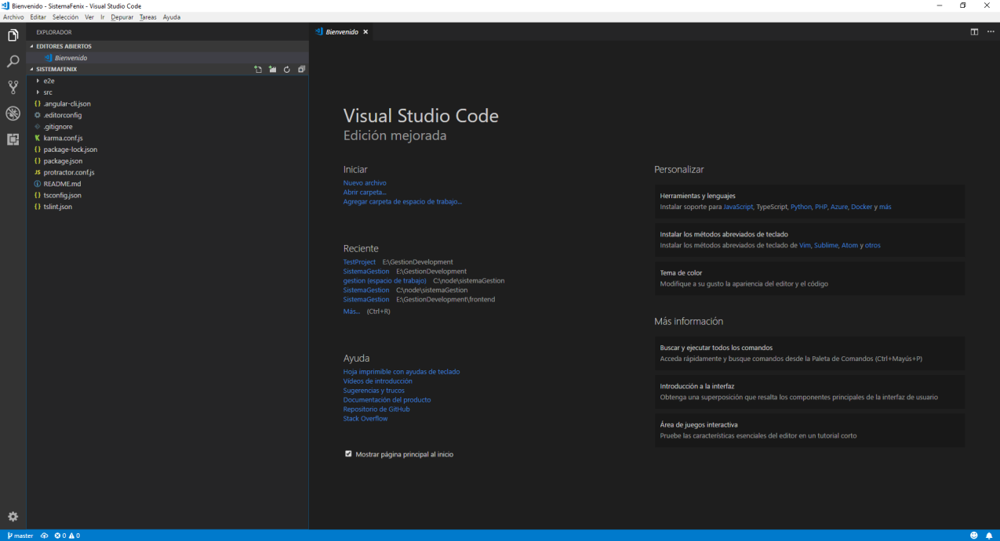 Bienvenido - SistemaFenix - Visual Studio Code
Archivo Editar Selección Ver Ir Depurar Tareas Ayuda
EXPLORADOR
EDITORES ABIERTOS
Bienvenido
SISTEMAFENIX
e2e
src
{} .angular-cli.json
.editorconfig
.gitignore
K karma.conf.js
{} package-lock.json
{} package.json
JS protractor.conf.js
README.md
{} tsconfig.json
{} tslint.json
Bienvenido
Visual Studio Code
Edición mejorada
Iniciar
Nuevo archivo
Abrir carpeta...
Agregar carpeta de espacio de trabajo...
Reciente
TestProject E:\GestionDevelopment
SistemaGestion E:\GestionDevelopment
gestion (espacio de trabajo) C:\node\sistemaGestion
SistemaGestion C:\node\sistemaGestion
SistemaGestion E:\GestionDevelopment\frontend
Más... (Ctrl+R)
Ayuda
Hoja imprimible con ayudas de teclado
Vídeos de introducción
Sugerencias y trucos
Documentación del producto
Repositorio de GitHub
Stack Overflow
Mostrar página principal al inicio
Personalizar
Herramientas y lenguajes
Instalar soporte para JavaScript, TypeScript, Python, PHP, Azure, Docker y más
Instalar los métodos abreviados de teclado
Instalar los métodos abreviados de teclado de Vim, Sublime, Atom y otros
Tema de color
Modifique a su gusto la apariencia del editor y el código
Más información
Buscar y ejecutar todos los comandos
Acceda rápidamente y busque comandos desde la Paleta de Comandos (Ctrl+Mayús+P)
Introducción a la interfaz
Obtenga una superposición que resalta los componentes principales de la interfaz de usuario
Área de juegos interactiva
Pruebe las características esenciales del editor en un tutorial corto
master 0 0